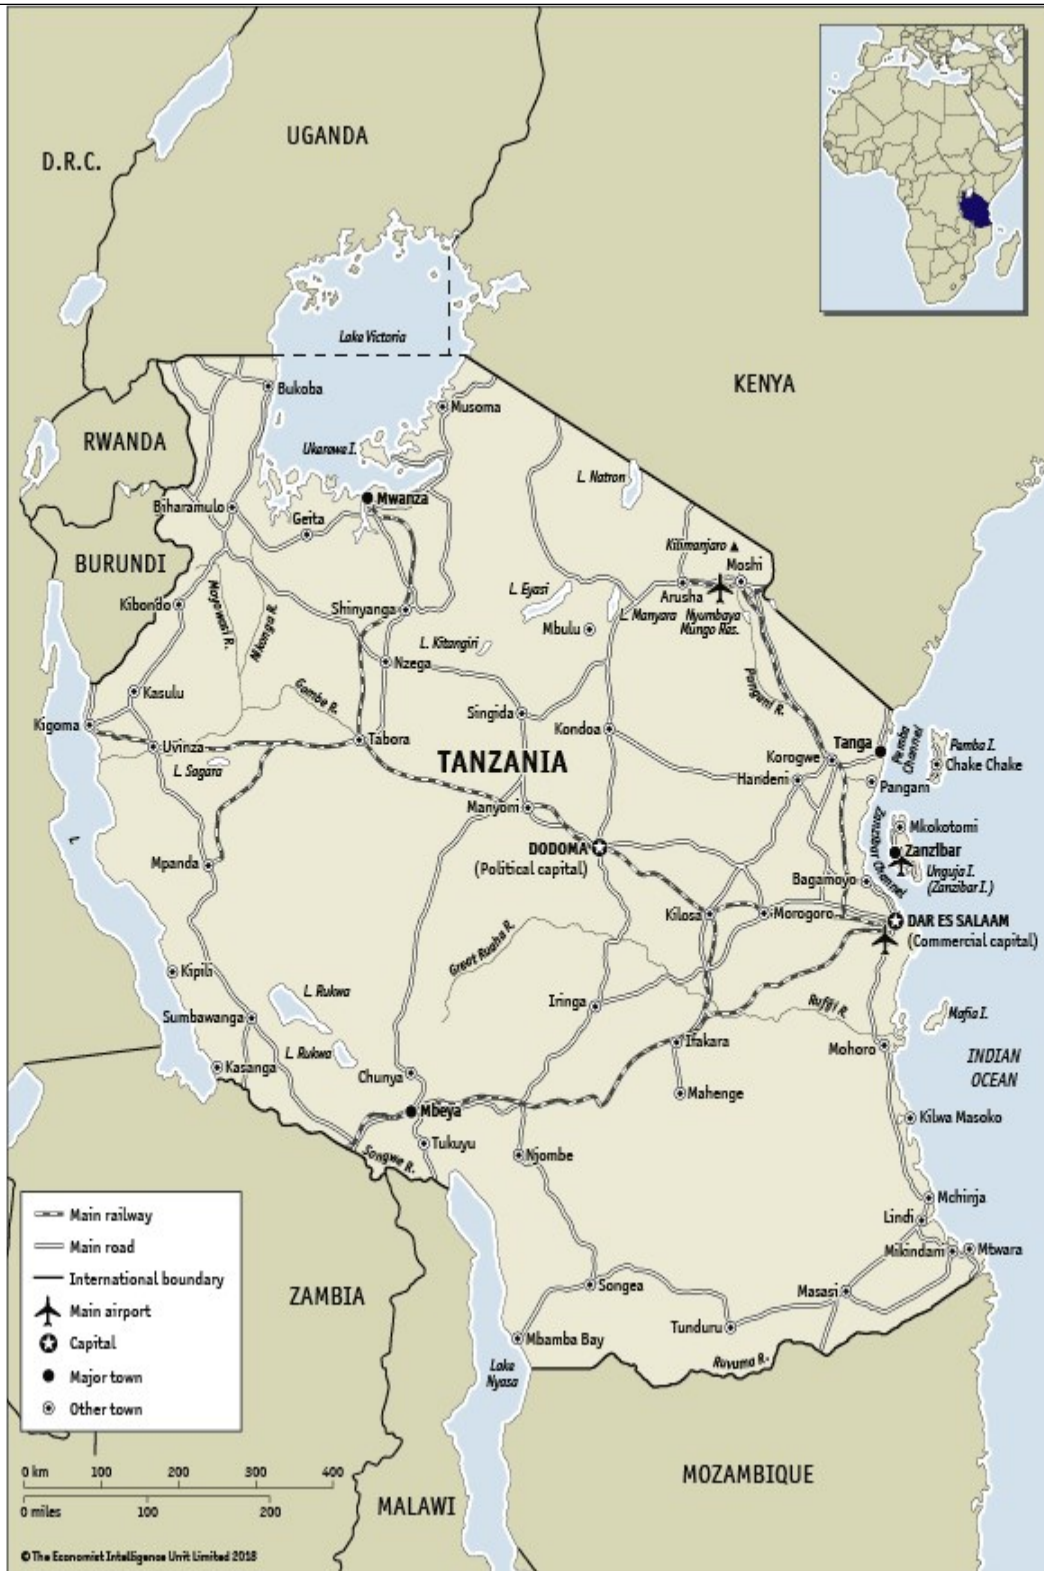 UGANDA
D.R.C.
Lake Victoria
KENYA
Bukoba
Musoma
RWANDA
Ukerewe I.
L. Natron
Mwanza
Biharamulo
Geita
Kilimanjaro
BURUNDI
Moshi
Arusha
L. Eyasi
Kibondo
Shinyanga
L. Manyara
Nyumbaya
Mungo Res.
Moyowosi R.
Nkonga R.
Mbulu
L. Kitangiri
Nzega
Kasulu
Gombe R.
Pangani R.
Singida
Kigoma
Kondoa
Uvinza
Tabora
Tanga
Pemba
Channel
Pemba I.
Chake Chake
TANZANIA
Korogwe
L. Sagara
Handeni
Pangani
Manyoni
Zanzibar Channel
Mkokotomi
DODOMA
(Political capital)
Zanzibar
Mpanda
Unguja I.
(Zanzibar I.)
Bagamoyo
Kilosa
Morogoro
DAR ES SALAAM
(Commercial capital)
Great Ruaha R.
Kipili
L. Rukwa
Iringa
Rufiji R.
Mafia I.
Sumbawanga
Ifakara
Mohoro
L. Rukwa
INDIAN
OCEAN
Kasanga
Chunya
Mahenge
Mbeya
Kilwa Masoko
Tukuyu
Songwe R.
Njombe
Mchinja
Lindi
Mikindani
Mtwara
Songea
Masasi
ZAMBIA
Tunduru
Mbamba Bay
Ruvuma R.
Lake
Nyasa
L
Main railway
Main road
International boundary
Main airport
Capital
Major town
Other town
0 km 100 200 300 400
0 miles 100 200
MOZAMBIQUE
MALAWI
© The Economist Intelligence Unit Limited 2018